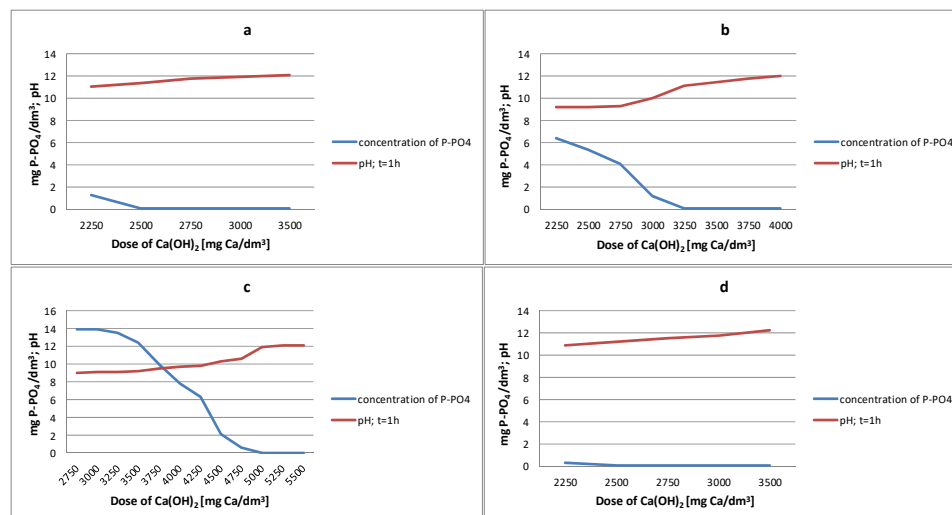 a
14
12
10
8
6
4
2
0
mg P-PO4/dm³; pH
2250 2500 2750 3000 3500
Dose of Ca(OH)2 [mg Ca/dm³]
concentration of P-PO4
pH; t=1h
b
14
12
10
8
6
4
2
0
mg P-PO4/dm³; pH
2250 2500 2750 3000 3250 3500 3750 4000
Dose of Ca(OH)2 [mg Ca/dm³]
concentration of P-PO4
pH; t=1h
c
16
14
12
10
8
6
4
2
0
mg P-PO4/dm³; pH
2750 3000 3250 3500 3750 4000 4250 4500 4750 5000 5250 5500
Dose of Ca(OH)2 [mg Ca/dm³]
concentration of P-PO4
pH; t=1h
d
14
12
10
8
6
4
2
0
mg P-PO4/dm³; pH
2250 2500 2750 3000 3500
Dose of Ca(OH)2 [mg Ca/dm³]
concentration of P-PO4
pH; t=1h